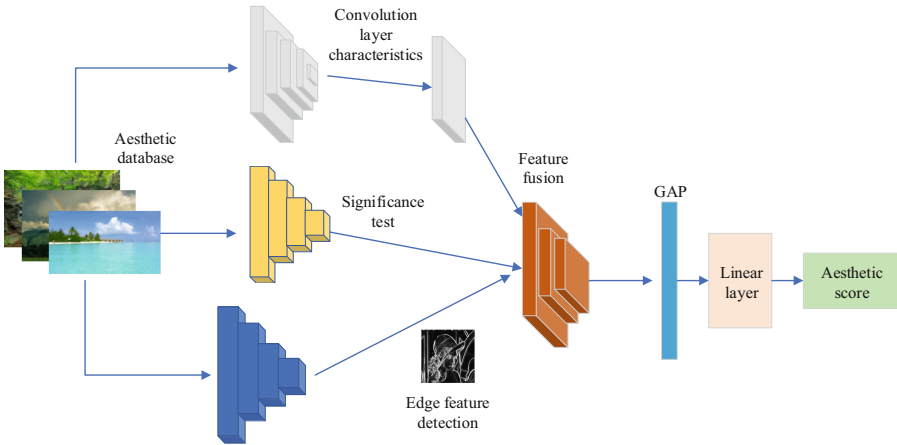 Convolution
layer
characteristics
Aesthetic
database
Significance
test
Feature
fusion
GAP
Linear
layer
Aesthetic
score
Edge feature
detection